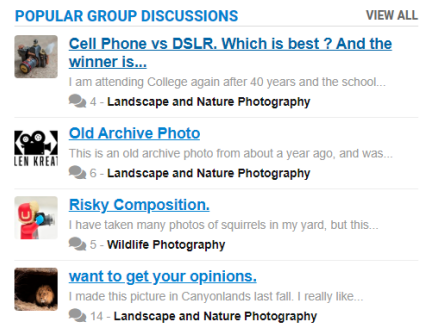 POPULAR GROUP DISCUSSIONS VIEW ALL
Cell Phone vs DSLR. Which is best ? And the
winner is...
I am attending College again after 40 years and the school...
4 - Landscape and Nature Photography
Old Archive Photo
LEN KREAT
This is an old archive photo from about a year ago, and was...
6 - Landscape and Nature Photography
Risky Composition.
I have taken many photos of squirrels in my yard, but this...
5 - Wildlife Photography
want to get your opinions.
I made this picture in Canyonlands last fall. I really like...
14 - Landscape and Nature Photography